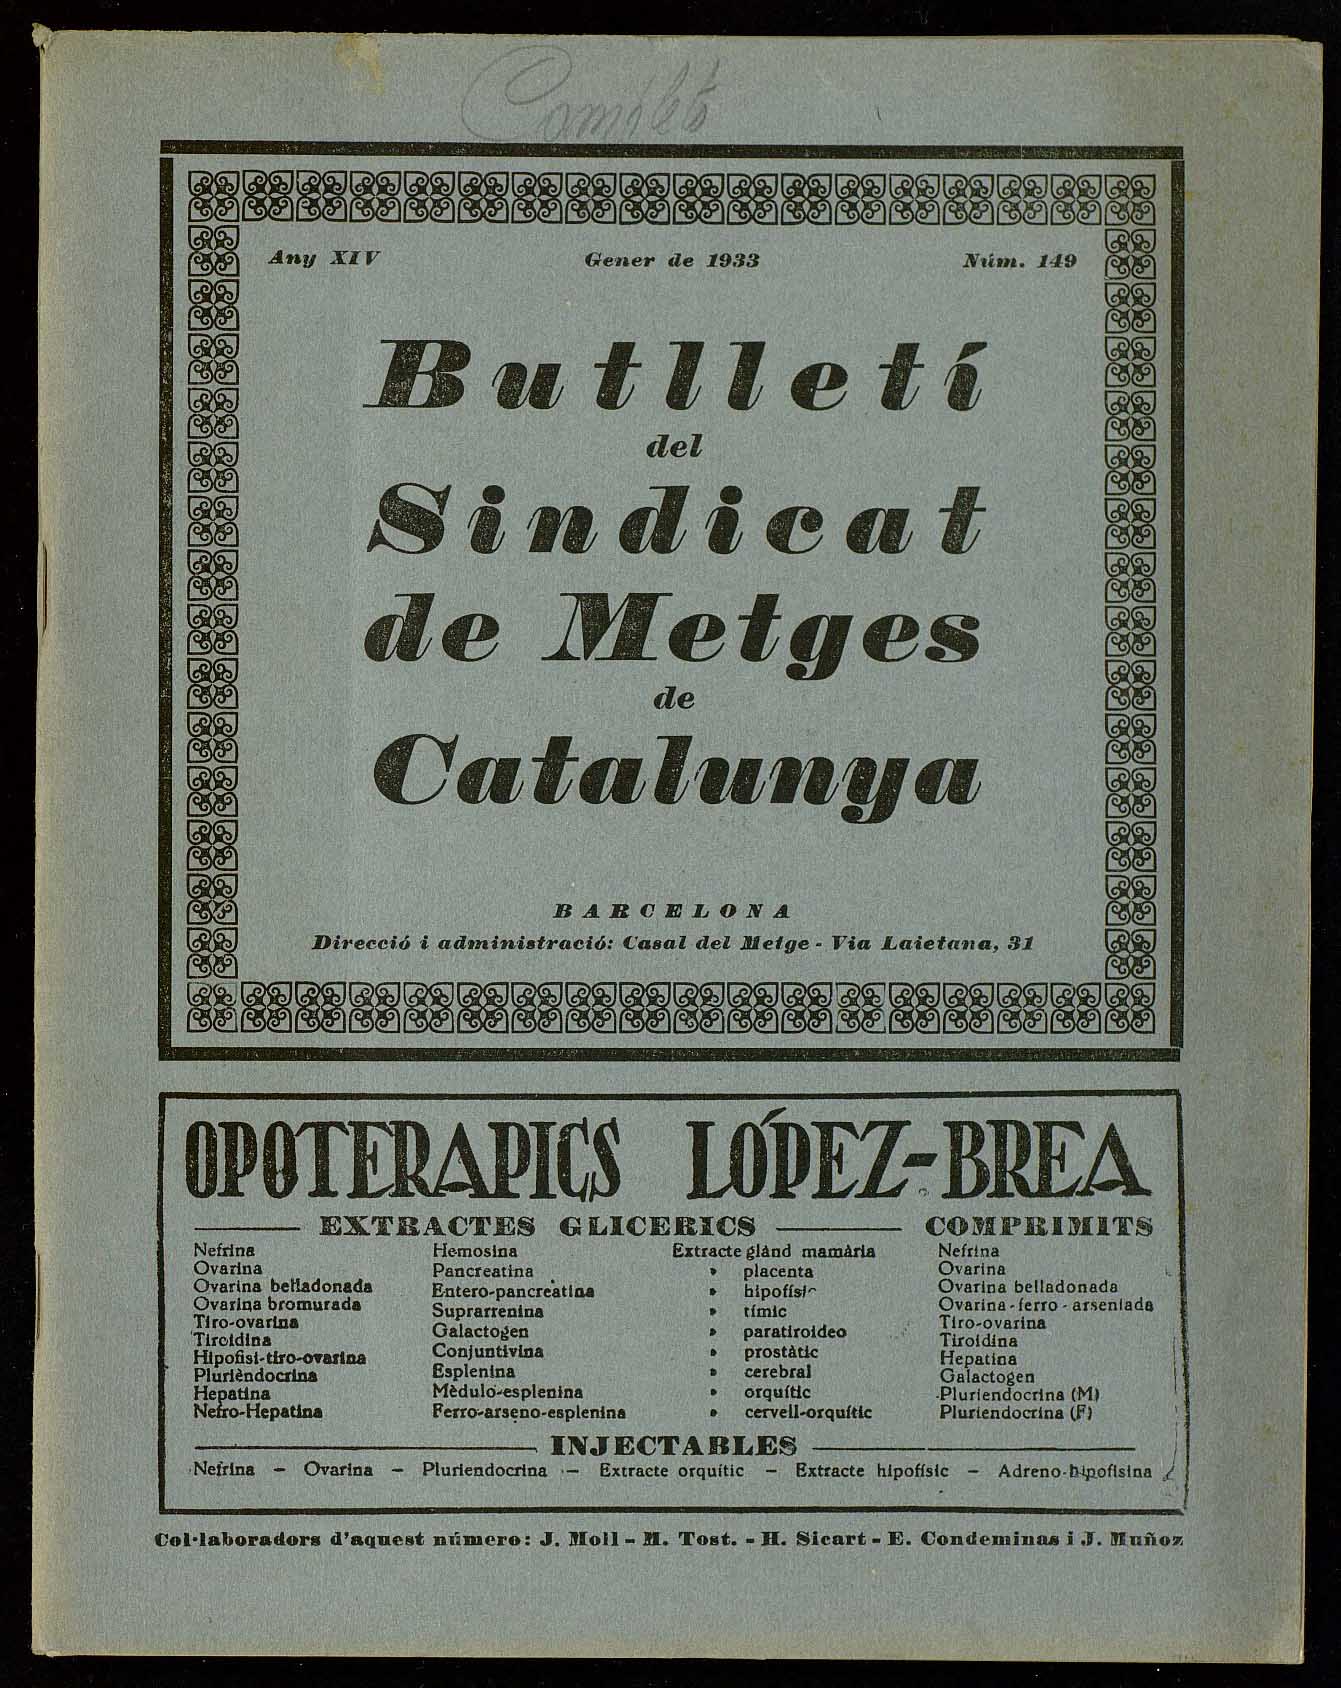 Any XIV Gener de 1933 Núm. 149
Butlletí
del
Sindicat
de Metges
de
Catalunya
BARCELONA
Direcció i administració: Casal del Metge - Via Laietana, 31
OPOTERAPICS LÓPEZ-BREA
EXTRACTES GLICERICS
Nefrina
Ovarina
Ovarina belladonada
Ovarina bromurada
Tiro-ovarina
Tiroidina
Hipofisi-tiro-ovarina
Plurièndocrina
Hepatina
Nefro-Hepatina
Hemosina
Pancreatina
Entero-pancreàtina
Suprarrenina
Galactogen
Conjuntivina
Esplenina
Mèdulo-esplenina
Ferro-arseno-esplenina
Extracte glànd mamària
» placenta
» hipofísic
» tímic
» paratiroideo
» prostàtic
» cerebral
» orquític
» cervell-orquític
COMPRIMITS
Nefrina
Ovarina
Ovarina belladonada
Ovarina-ferro-arseniada
Tiro-ovarina
Tiroidina
Hepatina
Galactogen
Pluriendocrina (M)
Pluriendocrina (F)
INJECTABLES
Nefrina — Ovarina — Pluriendocrina — Extracte orquític — Extracte hipofísic — Adreno-hipofisina
Col·laboradors d'aquest número: J. Moll - M. Tost. - H. Sicart - E. Condeminas i J. Muñoz